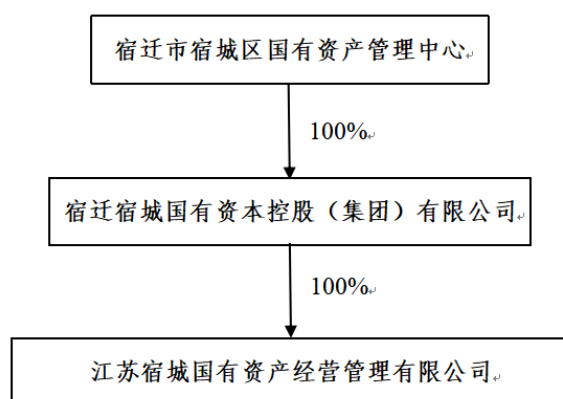 宿迁市宿城区国有资产管理中心
100%
宿迁宿城国有资本控股（集团）有限公司
100%
江苏宿城国有资产经营管理有限公司